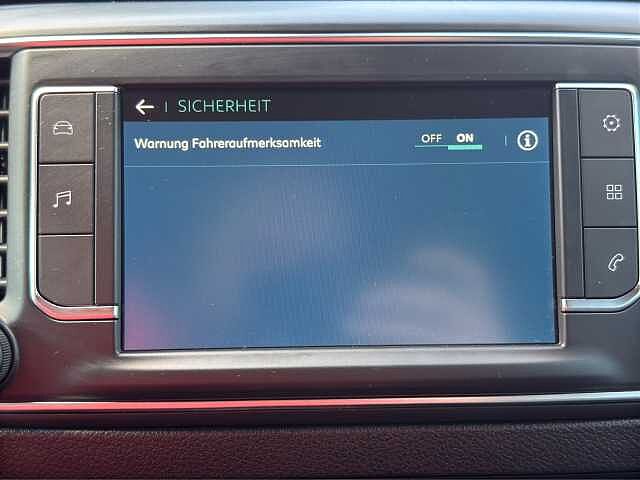 SICHERHEIT
Warnung Fahreraufmerksamkeit OFF ON